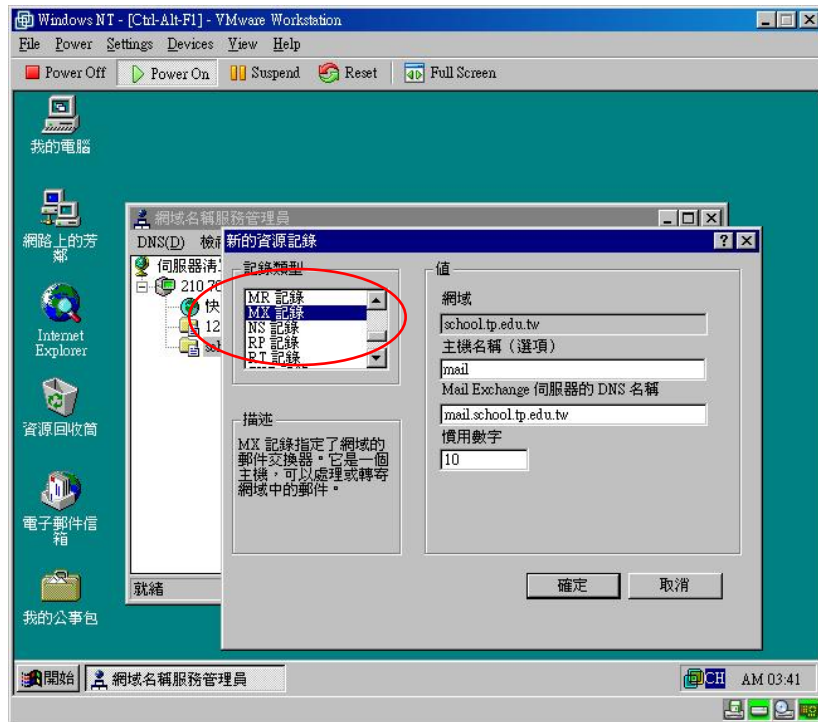 Windows NT - [Ctrl-Alt-F1] - VMware Workstation
File Power Settings Devices View Help
Power Off Power On Suspend Reset Full Screen
我的電腦
網路上的芳
鄰
Internet
Explorer
資源回收筒
電子郵件信
箱
我的公事包
網域名稱服務管理員
DNS(D)
伺服器清
210.70
快
12
sch
就緒
新的資源記錄
記錄類型
MR 記錄
MX 記錄
NS 記錄
RP 記錄
RT 記錄
描述
MX 記錄指定了網域的
郵件交換器。它是一個
主機，可以處理或轉寄
網域中的郵件。
值
網域
school.tp.edu.tw
主機名稱（選項）
mail
Mail Exchange 伺服器的 DNS 名稱
mail.school.tp.edu.tw
慣用數字
10
確定 取消
開始 網域名稱服務管理員 CH AM 03:41